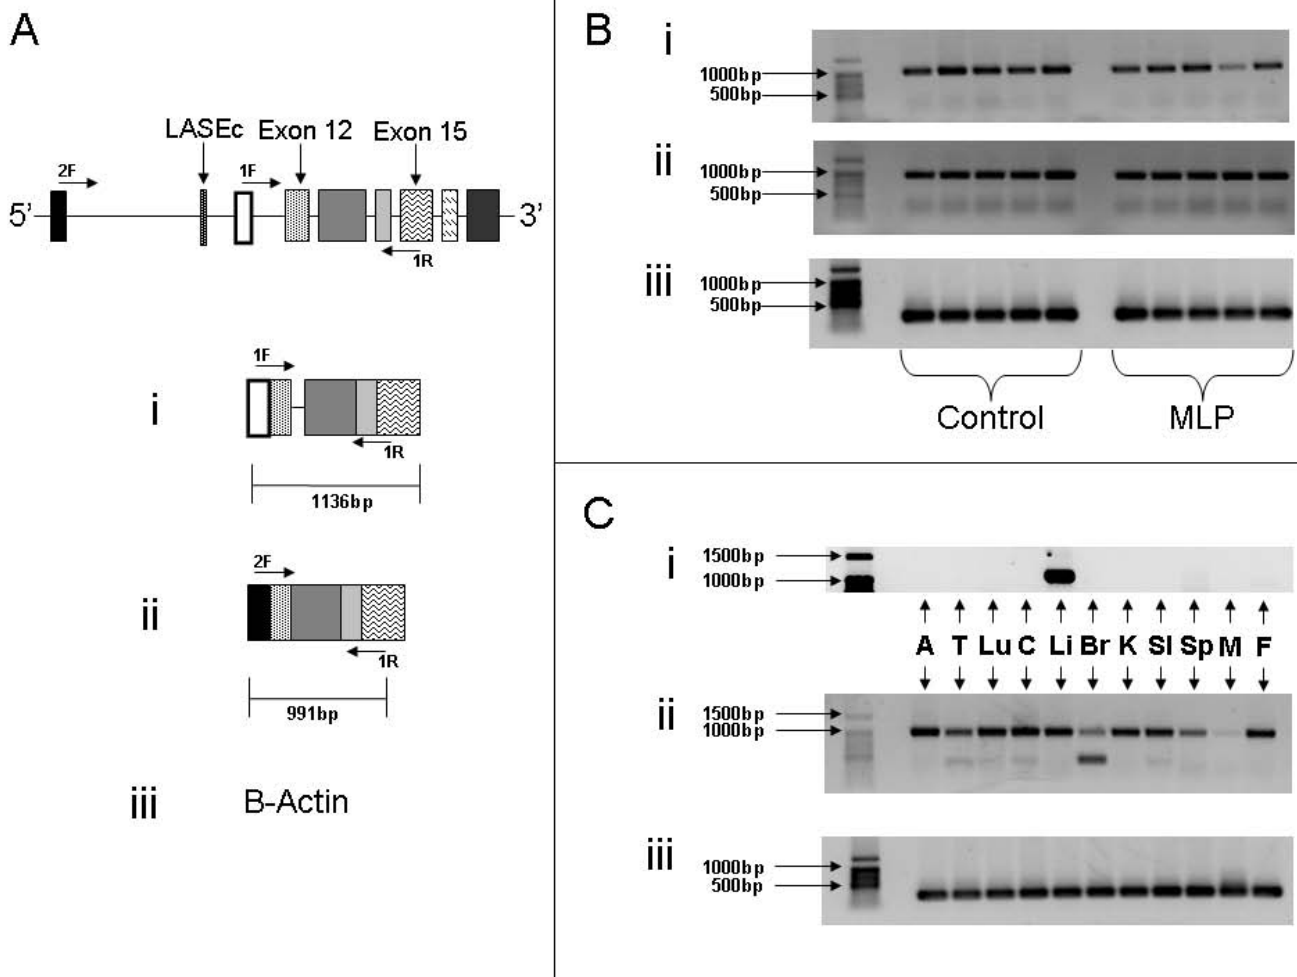 A
LASEc Exon 12 Exon 15
2F 1F
5' 3'
1R
i
1F
1R
1136bp
ii
2F
1R
991bp
iii B-Actin
B
i
1000bp
500bp
ii
1000bp
500bp
iii
1000bp
500bp
Control MLP
C
i
1500bp
1000bp
A T Lu C Li Br K Sl Sp M F
ii
1500bp
1000bp
iii
1000bp
500bp